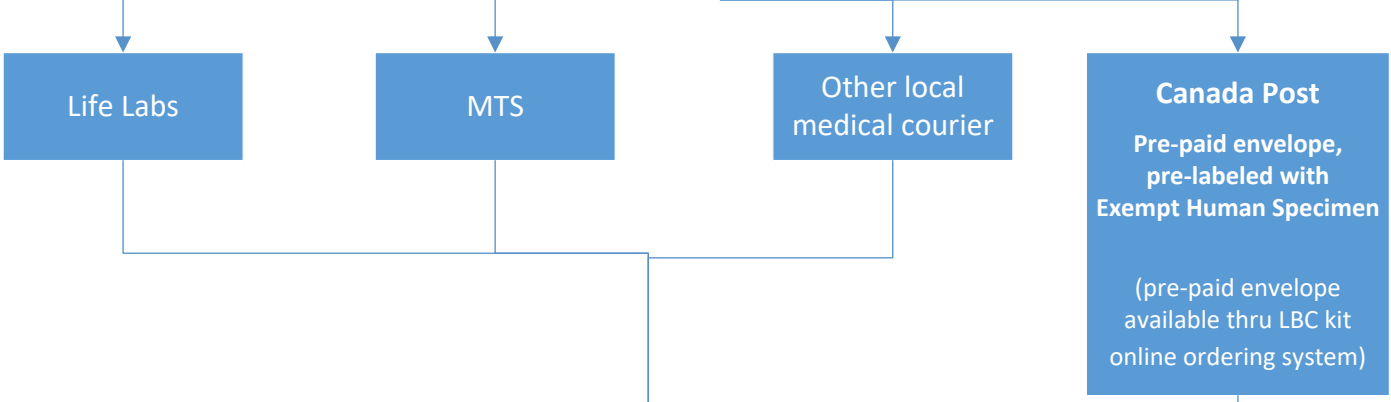 Life Labs
MTS
Other local
medical courier
Canada Post
Pre-paid envelope,
pre-labeled with
Exempt Human Specimen
(pre-paid envelope
available thru LBC kit
online ordering system)